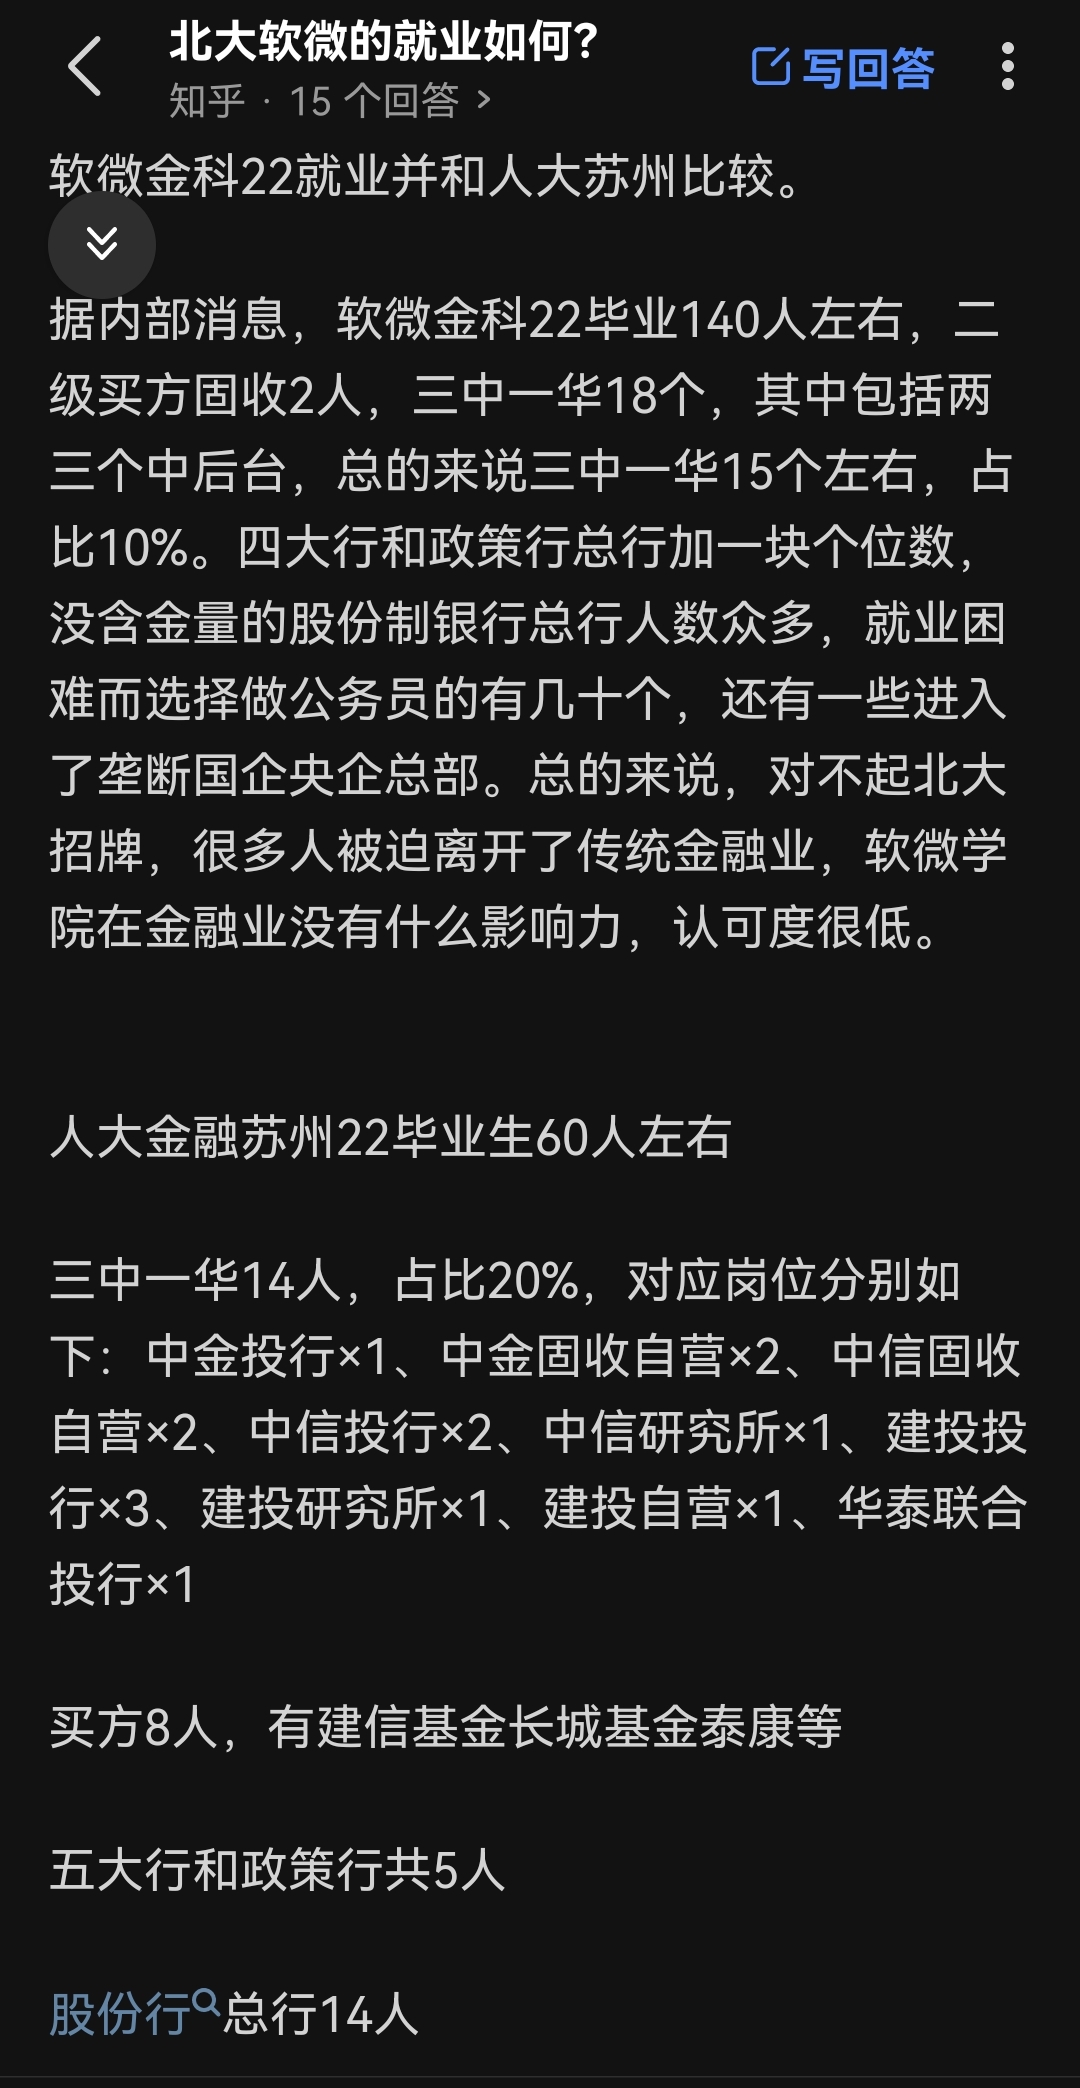 北大软微的就业如何?
知乎 · 15 个回答 >
写回答
软微金科22就业并和人大苏州比较。
据内部消息，软微金科22毕业140人左右，二
级买方固收2人，三中一华18个，其中包括两
三个中后台，总的来说三中一华15个左右，占
比10%。四大行和政策行总行加一块个位数，
没含金量的股份制银行总行人数众多，就业困
难而选择做公务员的有几十个，还有一些进入
了垄断国企央企总部。总的来说，对不起北大
招牌，很多人被迫离开了传统金融业，软微学
院在金融业没有什么影响力，认可度很低。
人大金融苏州22毕业生60人左右
三中一华14人，占比20%，对应岗位分别如
下：中金投行×1、中金固收自营×2、中信固收
自营×2、中信投行×2、中信研究所×1、建投投
行×3、建投研究所×1、建投自营×1、华泰联合
投行×1
买方8人，有建信基金长城基金泰康等
五大行和政策行共5人
股份行总行14人